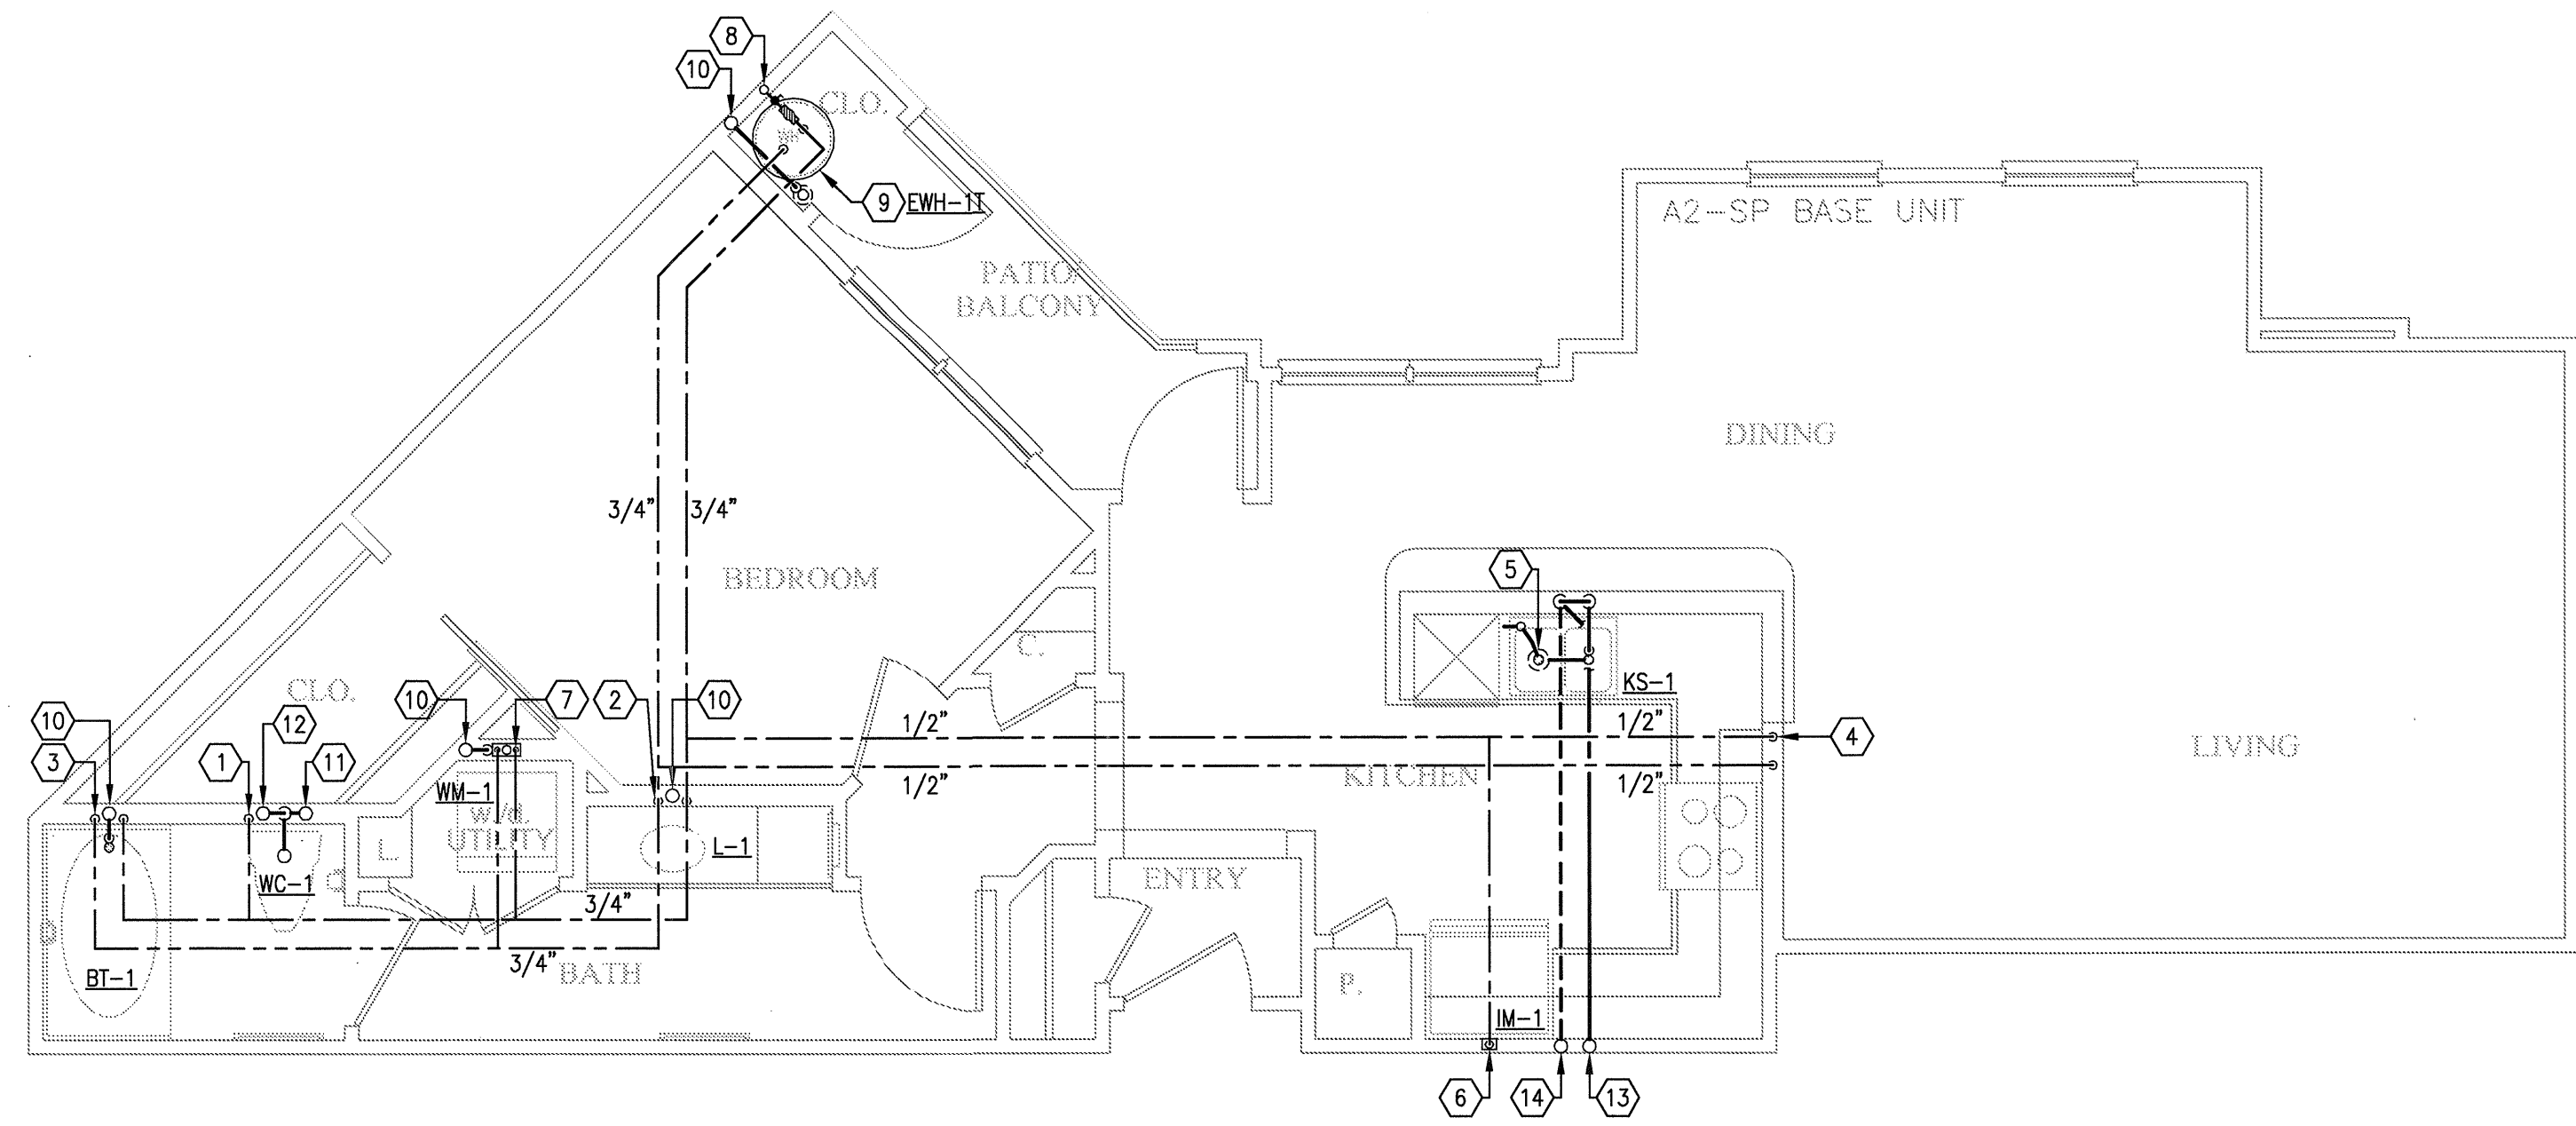 8
10
CLO.
WH
9 EWH-1T
A2-SP BASE UNIT
PATIO/
BALCONY
DINING
3/4" 3/4"
BEDROOM
5
C.
KS-1
CLO.
10 7 2 10
1/2" 1/2"
4
LIVING
10 12
3 1 11
KITCHEN
1/2" 1/2"
WM-1
w/d.
UTILITY
L.
L-1
WC-1
ENTRY
3/4"
3/4"
BATH
BT-1
P.
IM-1
6 14 13